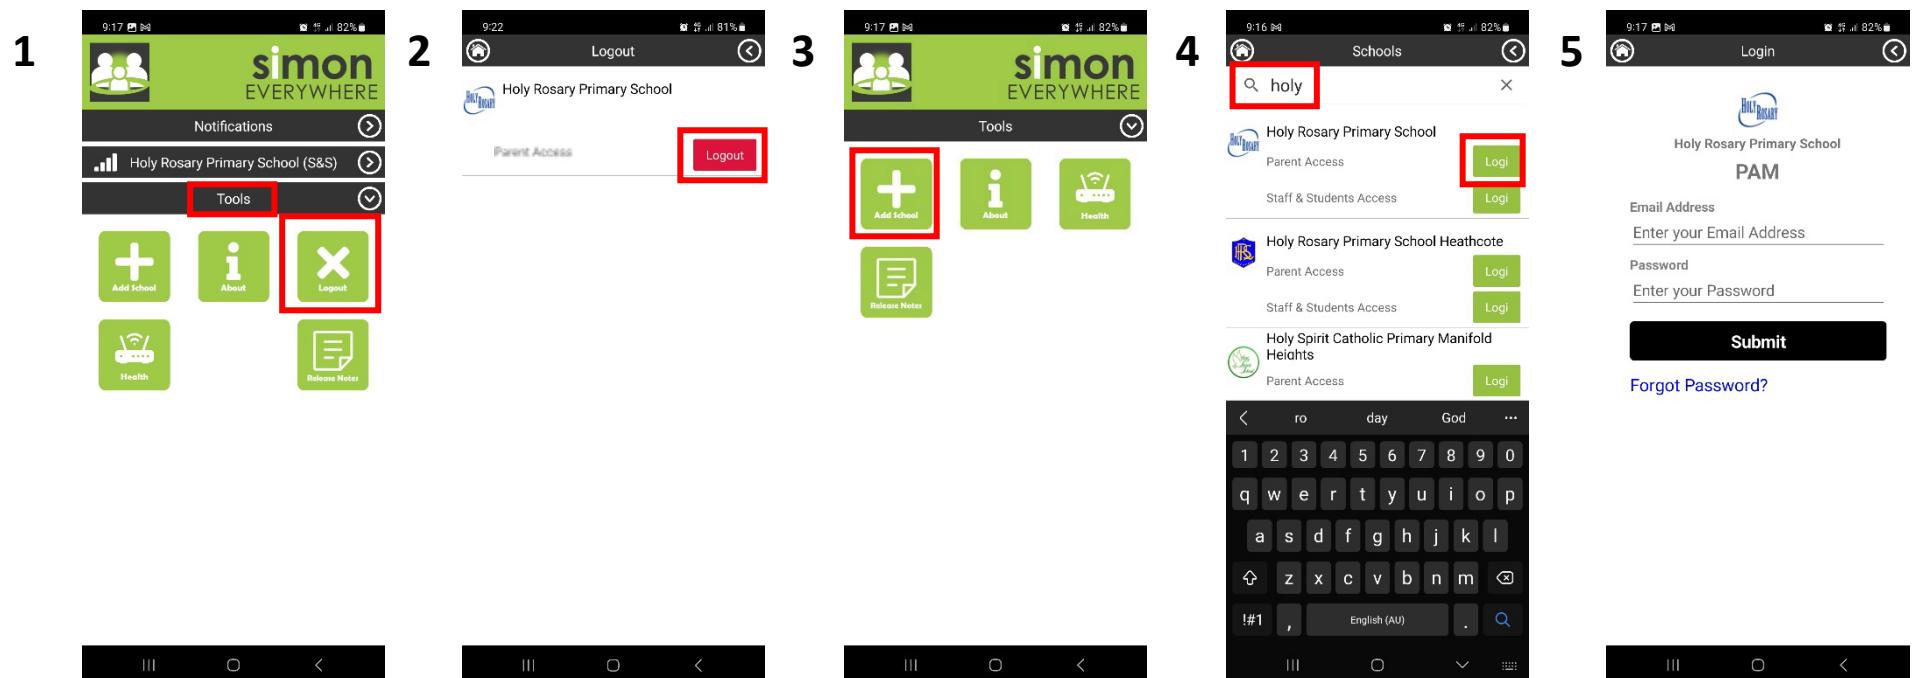 1
9:17
82%
simon
EVERYWHERE
Notifications
Holy Rosary Primary School (S&S)
Tools
Add School
About
Logout
Health
Release Notes
2
9:22
81%
Logout
HOLY ROSARY
Holy Rosary Primary School
Parent Access
Logout
3
9:17
82%
simon
EVERYWHERE
Tools
Add School
About
Health
Release Notes
4
9:16
82%
Schools
holy
HOLY ROSARY
Holy Rosary Primary School
Parent Access
Logi
Staff & Students Access
Logi
Holy Rosary Primary School Heathcote
Parent Access
Logi
Staff & Students Access
Logi
Holy Spirit Catholic Primary Manifold
Heights
Parent Access
Logi
ro day God
1 2 3 4 5 6 7 8 9 0
q w e r t y u i o p
a s d f g h j k l
z x c v b n m
!#1 , English (AU) .
5
9:17
82%
Login
HOLY ROSARY
Holy Rosary Primary School
PAM
Email Address
Enter your Email Address
Password
Enter your Password
Submit
Forgot Password?